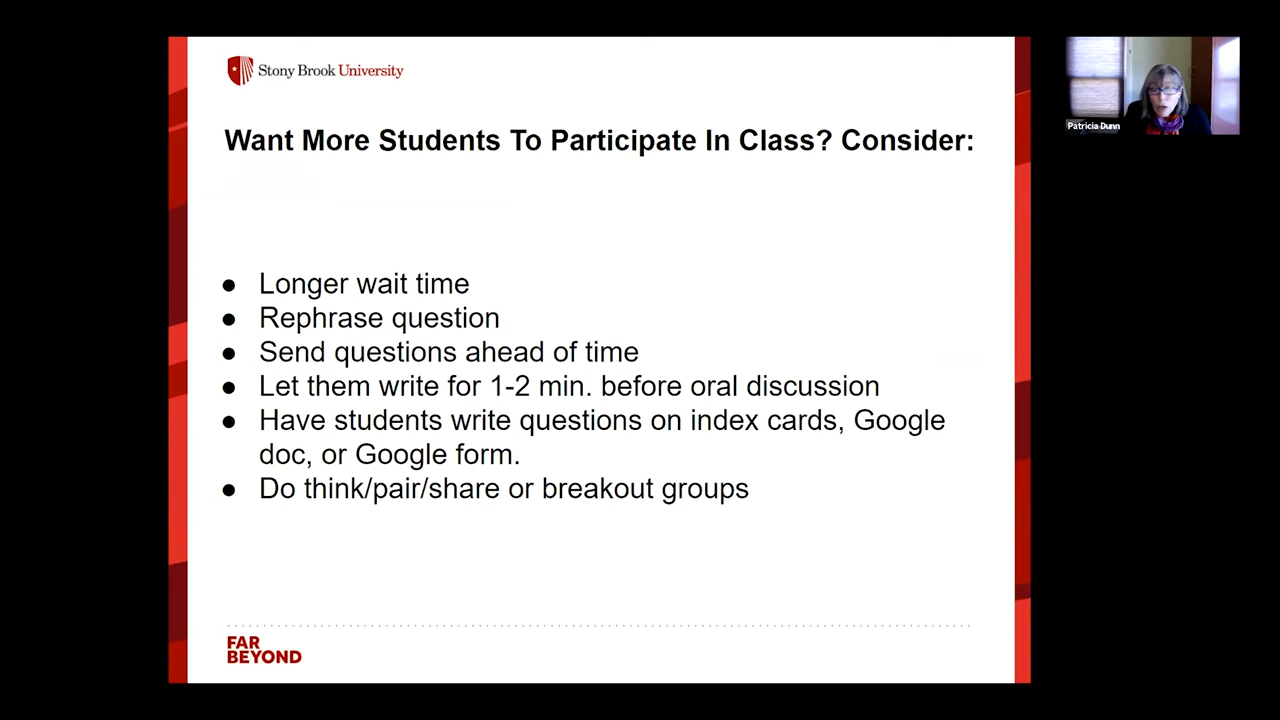 Stony Brook University
Patricia Dunn
Want More Students To Participate In Class? Consider:
● Longer wait time
● Rephrase question
● Send questions ahead of time
● Let them write for 1-2 min. before oral discussion
● Have students write questions on index cards, Google
doc, or Google form.
● Do think/pair/share or breakout groups
FAR
BEYOND